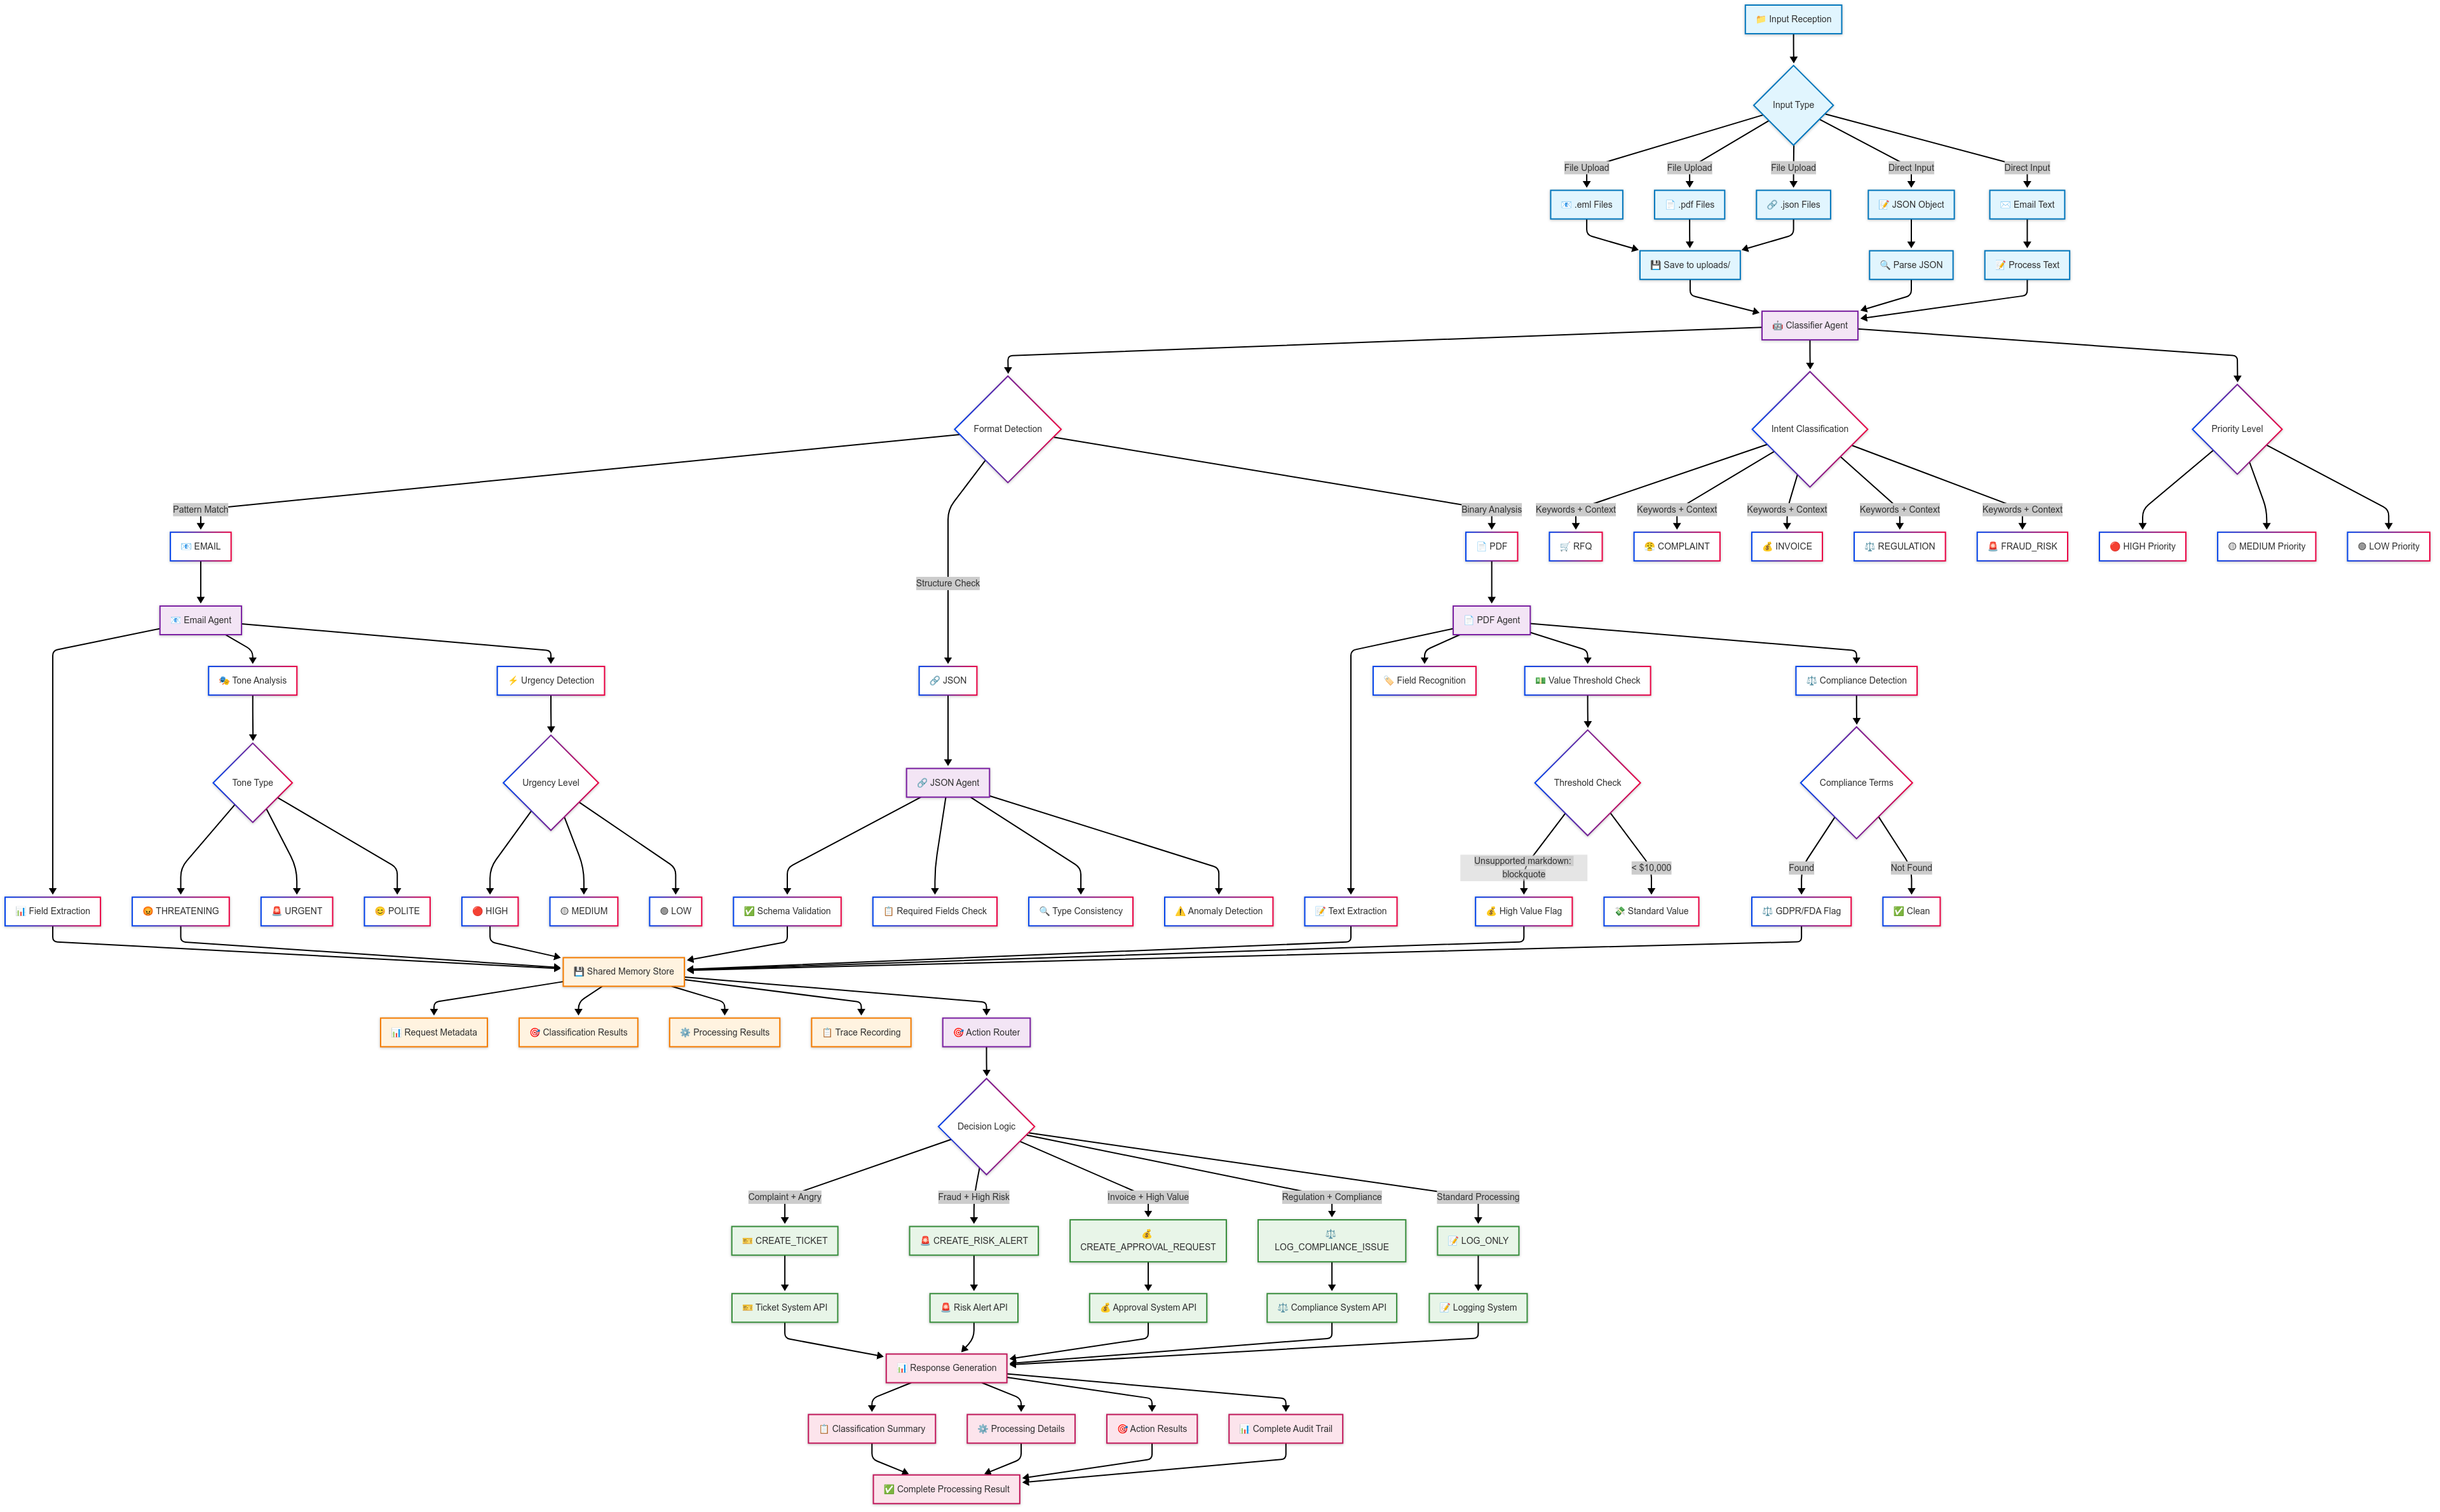 📁 Input Reception
Input Type
File Upload
File Upload
File Upload
Direct Input
Direct Input
📧 .eml Files
📄 .pdf Files
🔗 .json Files
📝 JSON Object
✉️ Email Text
💾 Save to uploads/
🔍 Parse JSON
📝 Process Text
🤖 Classifier Agent
Format Detection
Intent Classification
Priority Level
Pattern Match
Binary Analysis
Keywords + Context
Keywords + Context
Keywords + Context
Keywords + Context
Keywords + Context
📧 EMAIL
📄 PDF
🛒 RFQ
😤 COMPLAINT
💰 INVOICE
⚖️ REGULATION
🚨 FRAUD_RISK
🔴 HIGH Priority
🟡 MEDIUM Priority
🟢 LOW Priority
Structure Check
📧 Email Agent
📄 PDF Agent
🎭 Tone Analysis
⚡ Urgency Detection
🔗 JSON
🏷️ Field Recognition
💵 Value Threshold Check
⚖️ Compliance Detection
Tone Type
Urgency Level
🔗 JSON Agent
Threshold Check
Compliance Terms
Unsupported markdown:
blockquote
< $10,000
Found
Not Found
📊 Field Extraction
😡 THREATENING
🚨 URGENT
😊 POLITE
🔴 HIGH
🟡 MEDIUM
🟢 LOW
✅ Schema Validation
📋 Required Fields Check
🔍 Type Consistency
⚠️ Anomaly Detection
📝 Text Extraction
💰 High Value Flag
💸 Standard Value
⚖️ GDPR/FDA Flag
✅ Clean
💾 Shared Memory Store
📊 Request Metadata
🎯 Classification Results
⚙️ Processing Results
📋 Trace Recording
🎯 Action Router
Decision Logic
Complaint + Angry
Fraud + High Risk
Invoice + High Value
Regulation + Compliance
Standard Processing
🎫 CREATE_TICKET
🚨 CREATE_RISK_ALERT
💰
CREATE_APPROVAL_REQUEST
⚖️
LOG_COMPLIANCE_ISSUE
📝 LOG_ONLY
🎫 Ticket System API
🚨 Risk Alert API
💰 Approval System API
⚖️ Compliance System API
📝 Logging System
📊 Response Generation
📋 Classification Summary
⚙️ Processing Details
🎯 Action Results
📊 Complete Audit Trail
✅ Complete Processing Result